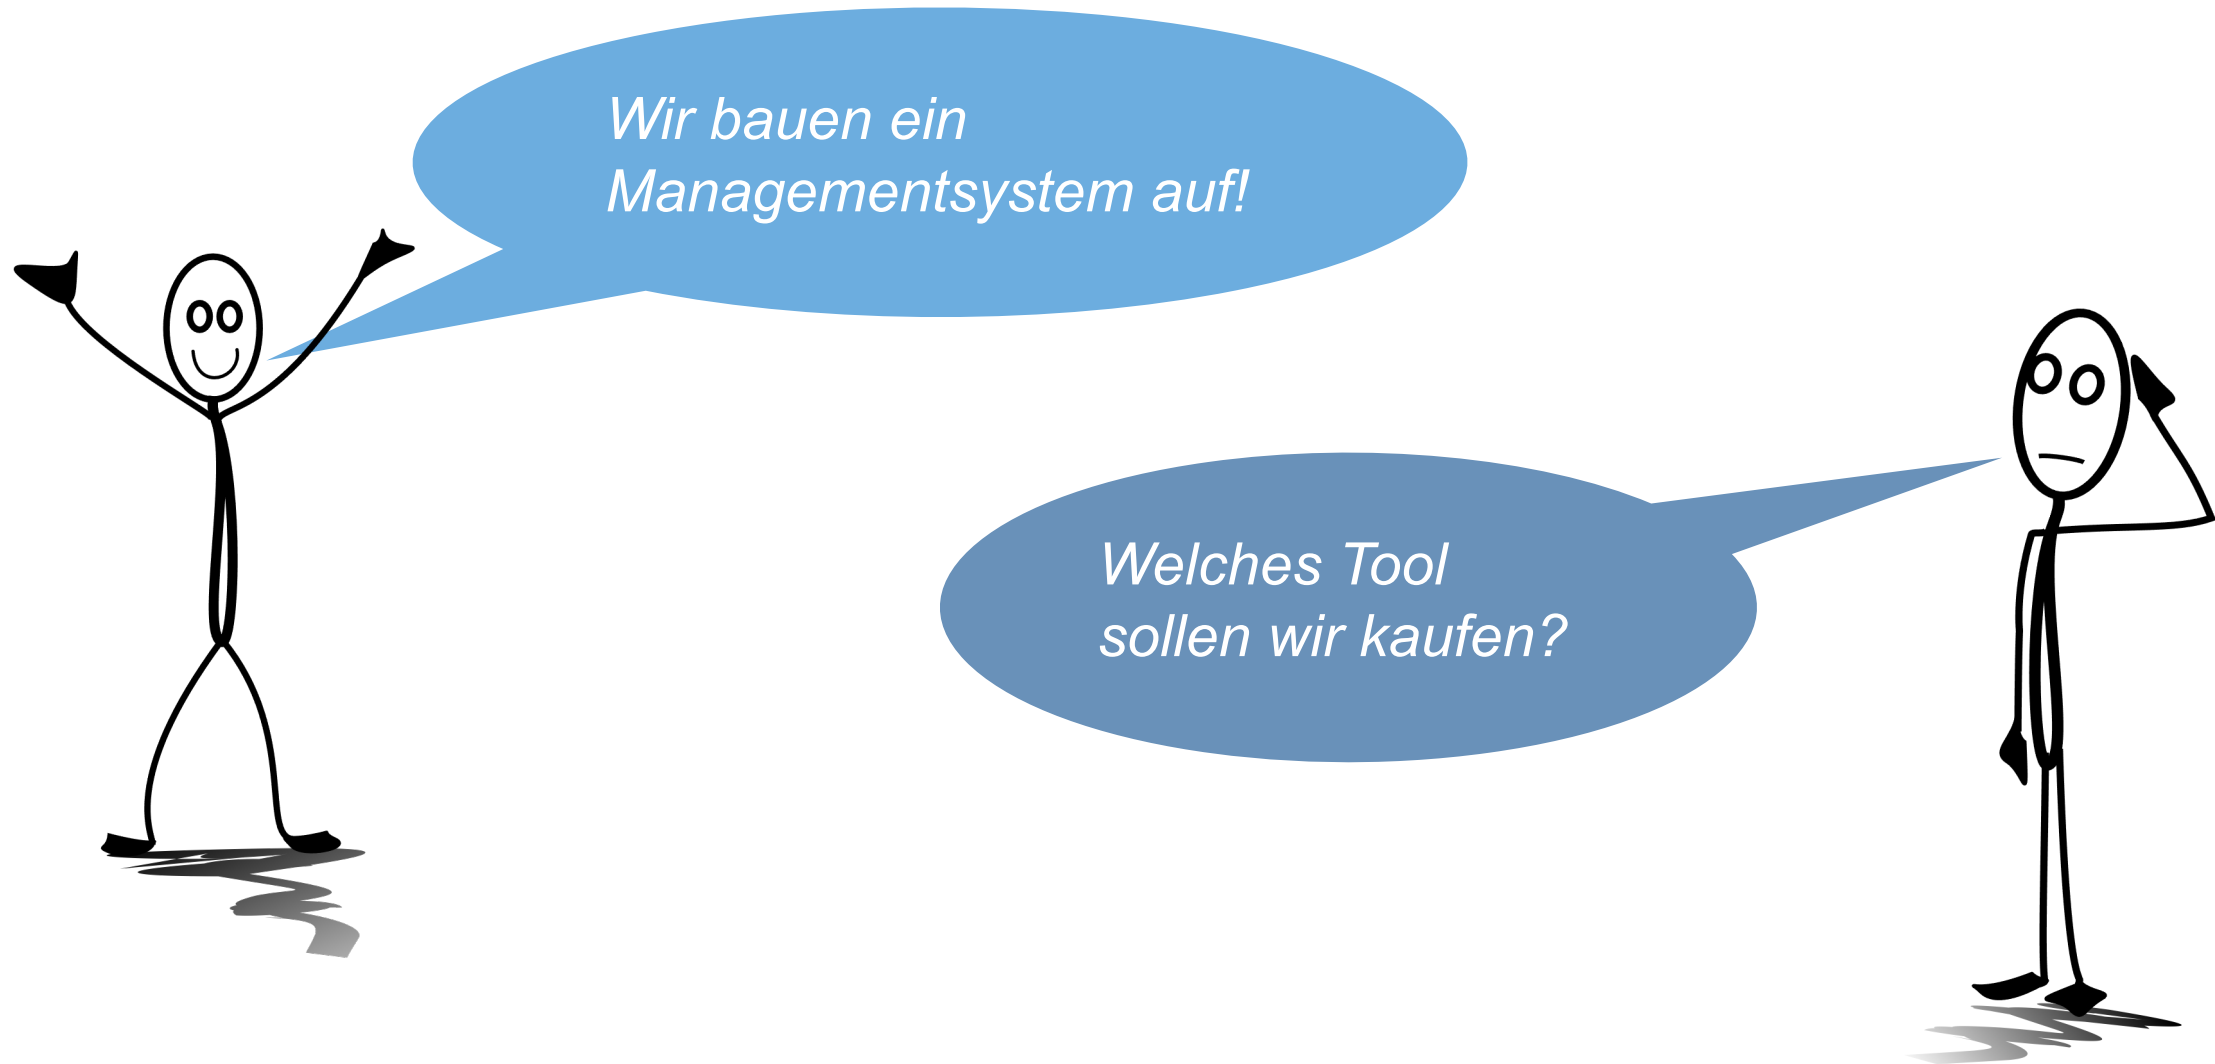 Wir bauen ein
Managementsystem auf!
Welches Tool
sollen wir kaufen?